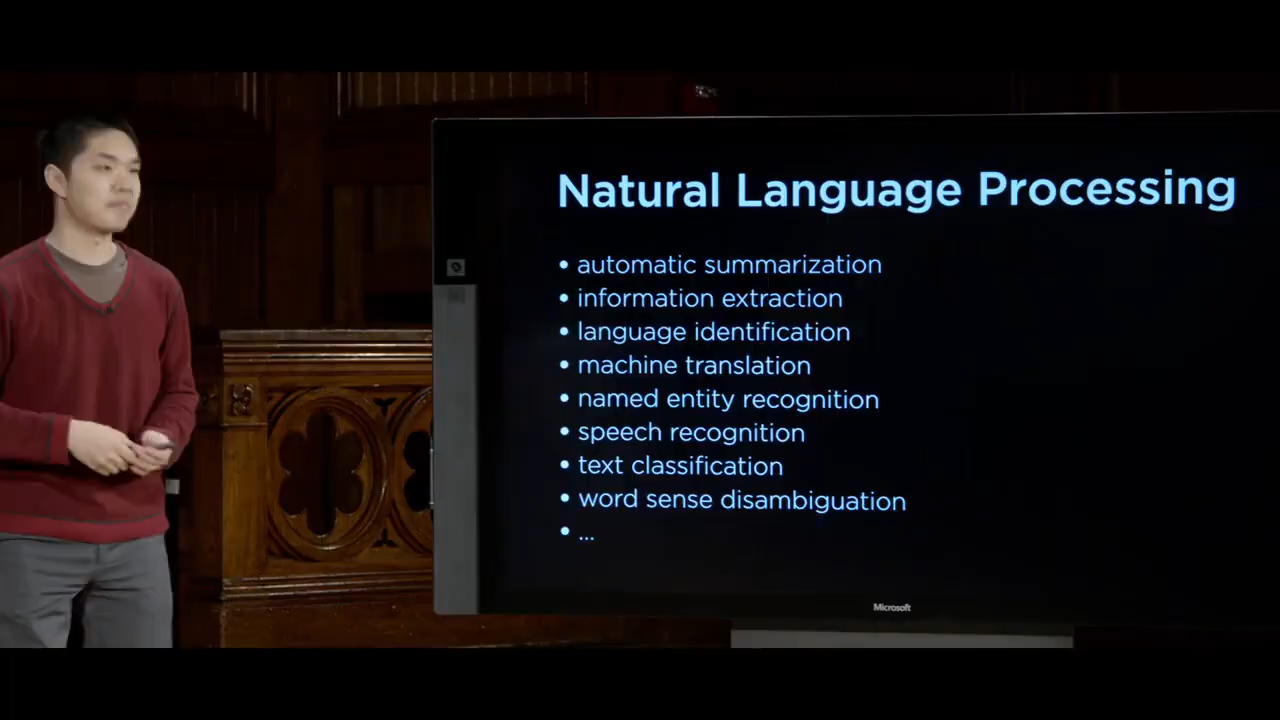 Natural Language Processing
• automatic summarization
• information extraction
• language identification
• machine translation
• named entity recognition
• speech recognition
• text classification
• word sense disambiguation
• ...
Microsoft